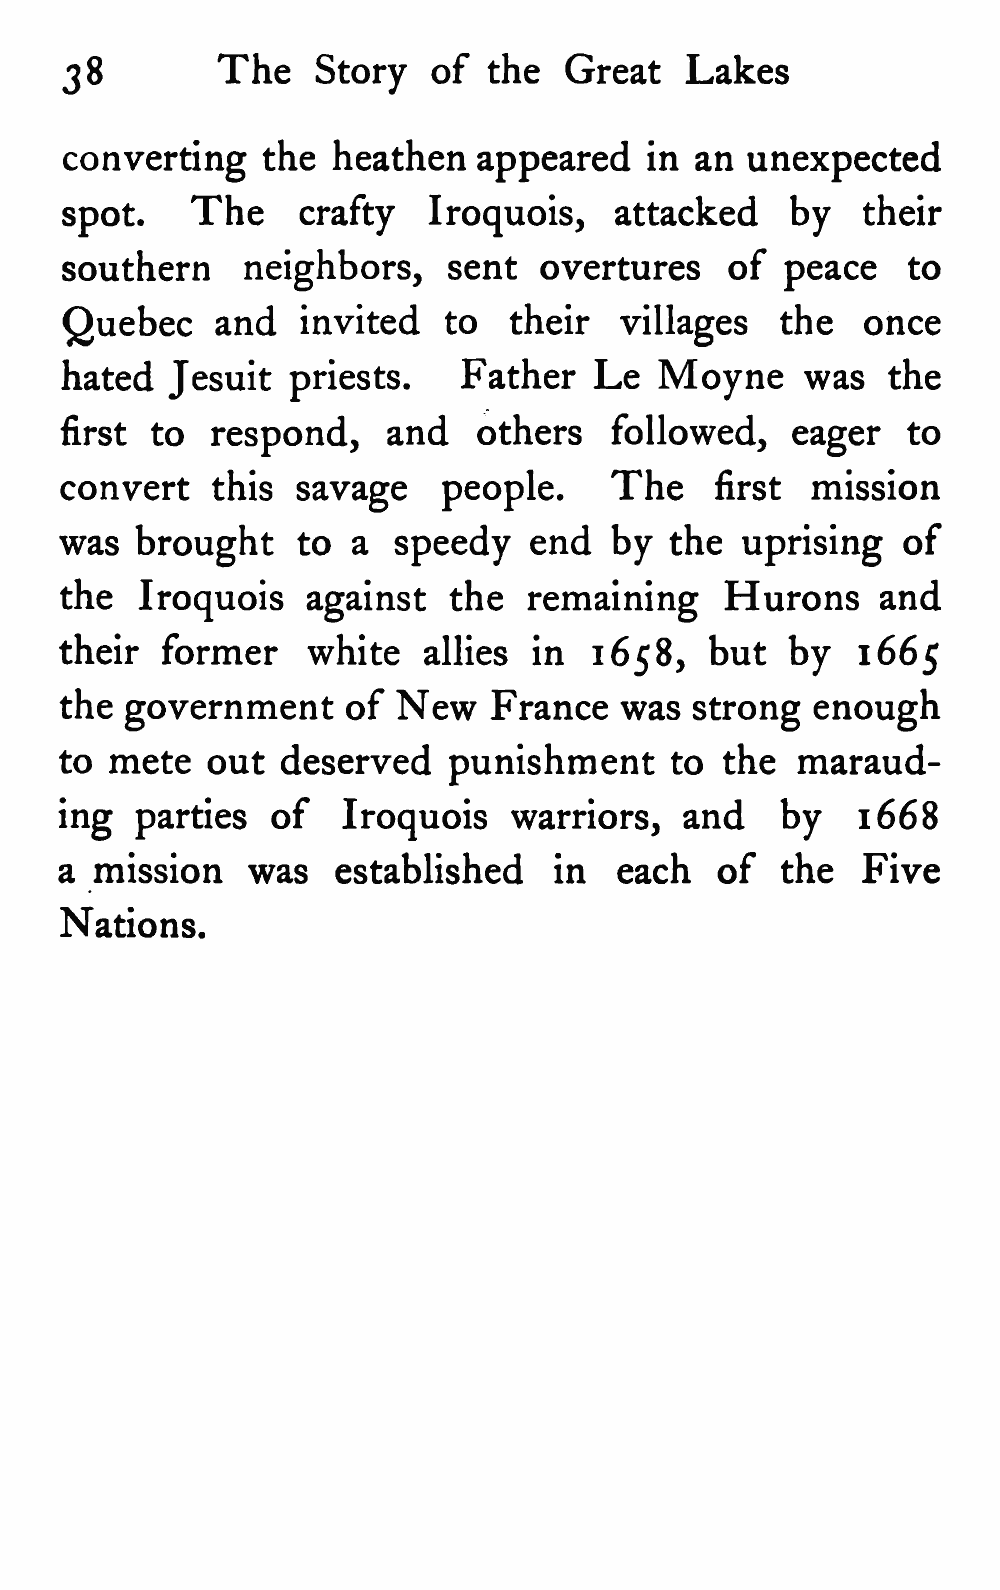 38 The Story of the Great Lakes
converting the heathen appeared in an unexpected
spot. The crafty Iroquois, attacked by their
southern neighbors, sent overtures of peace to
Quebec and invited to their villages the once
hated Jesuit priests. Father Le Moyne was the
first to respond, and others followed, eager to
convert this savage people. The first mission
was brought to a speedy end by the uprising of
the Iroquois against the remaining Hurons and
their former white allies in 1658, but by 1665
the government of New France was strong enough
to mete out deserved punishment to the maraud-
ing parties of Iroquois warriors, and by 1668
a mission was established in each of the Five
Nations.